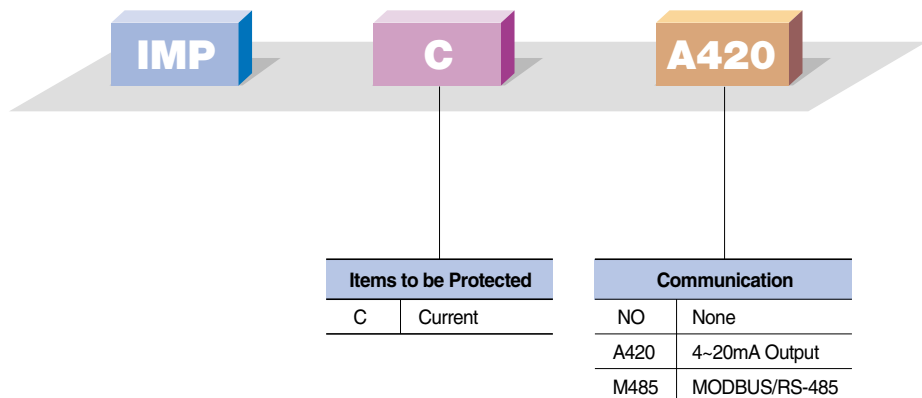 IMP C A420
Items to be Protected
C Current
Communication
NO None
A420 4~20mA Output
M485 MODBUS/RS-485